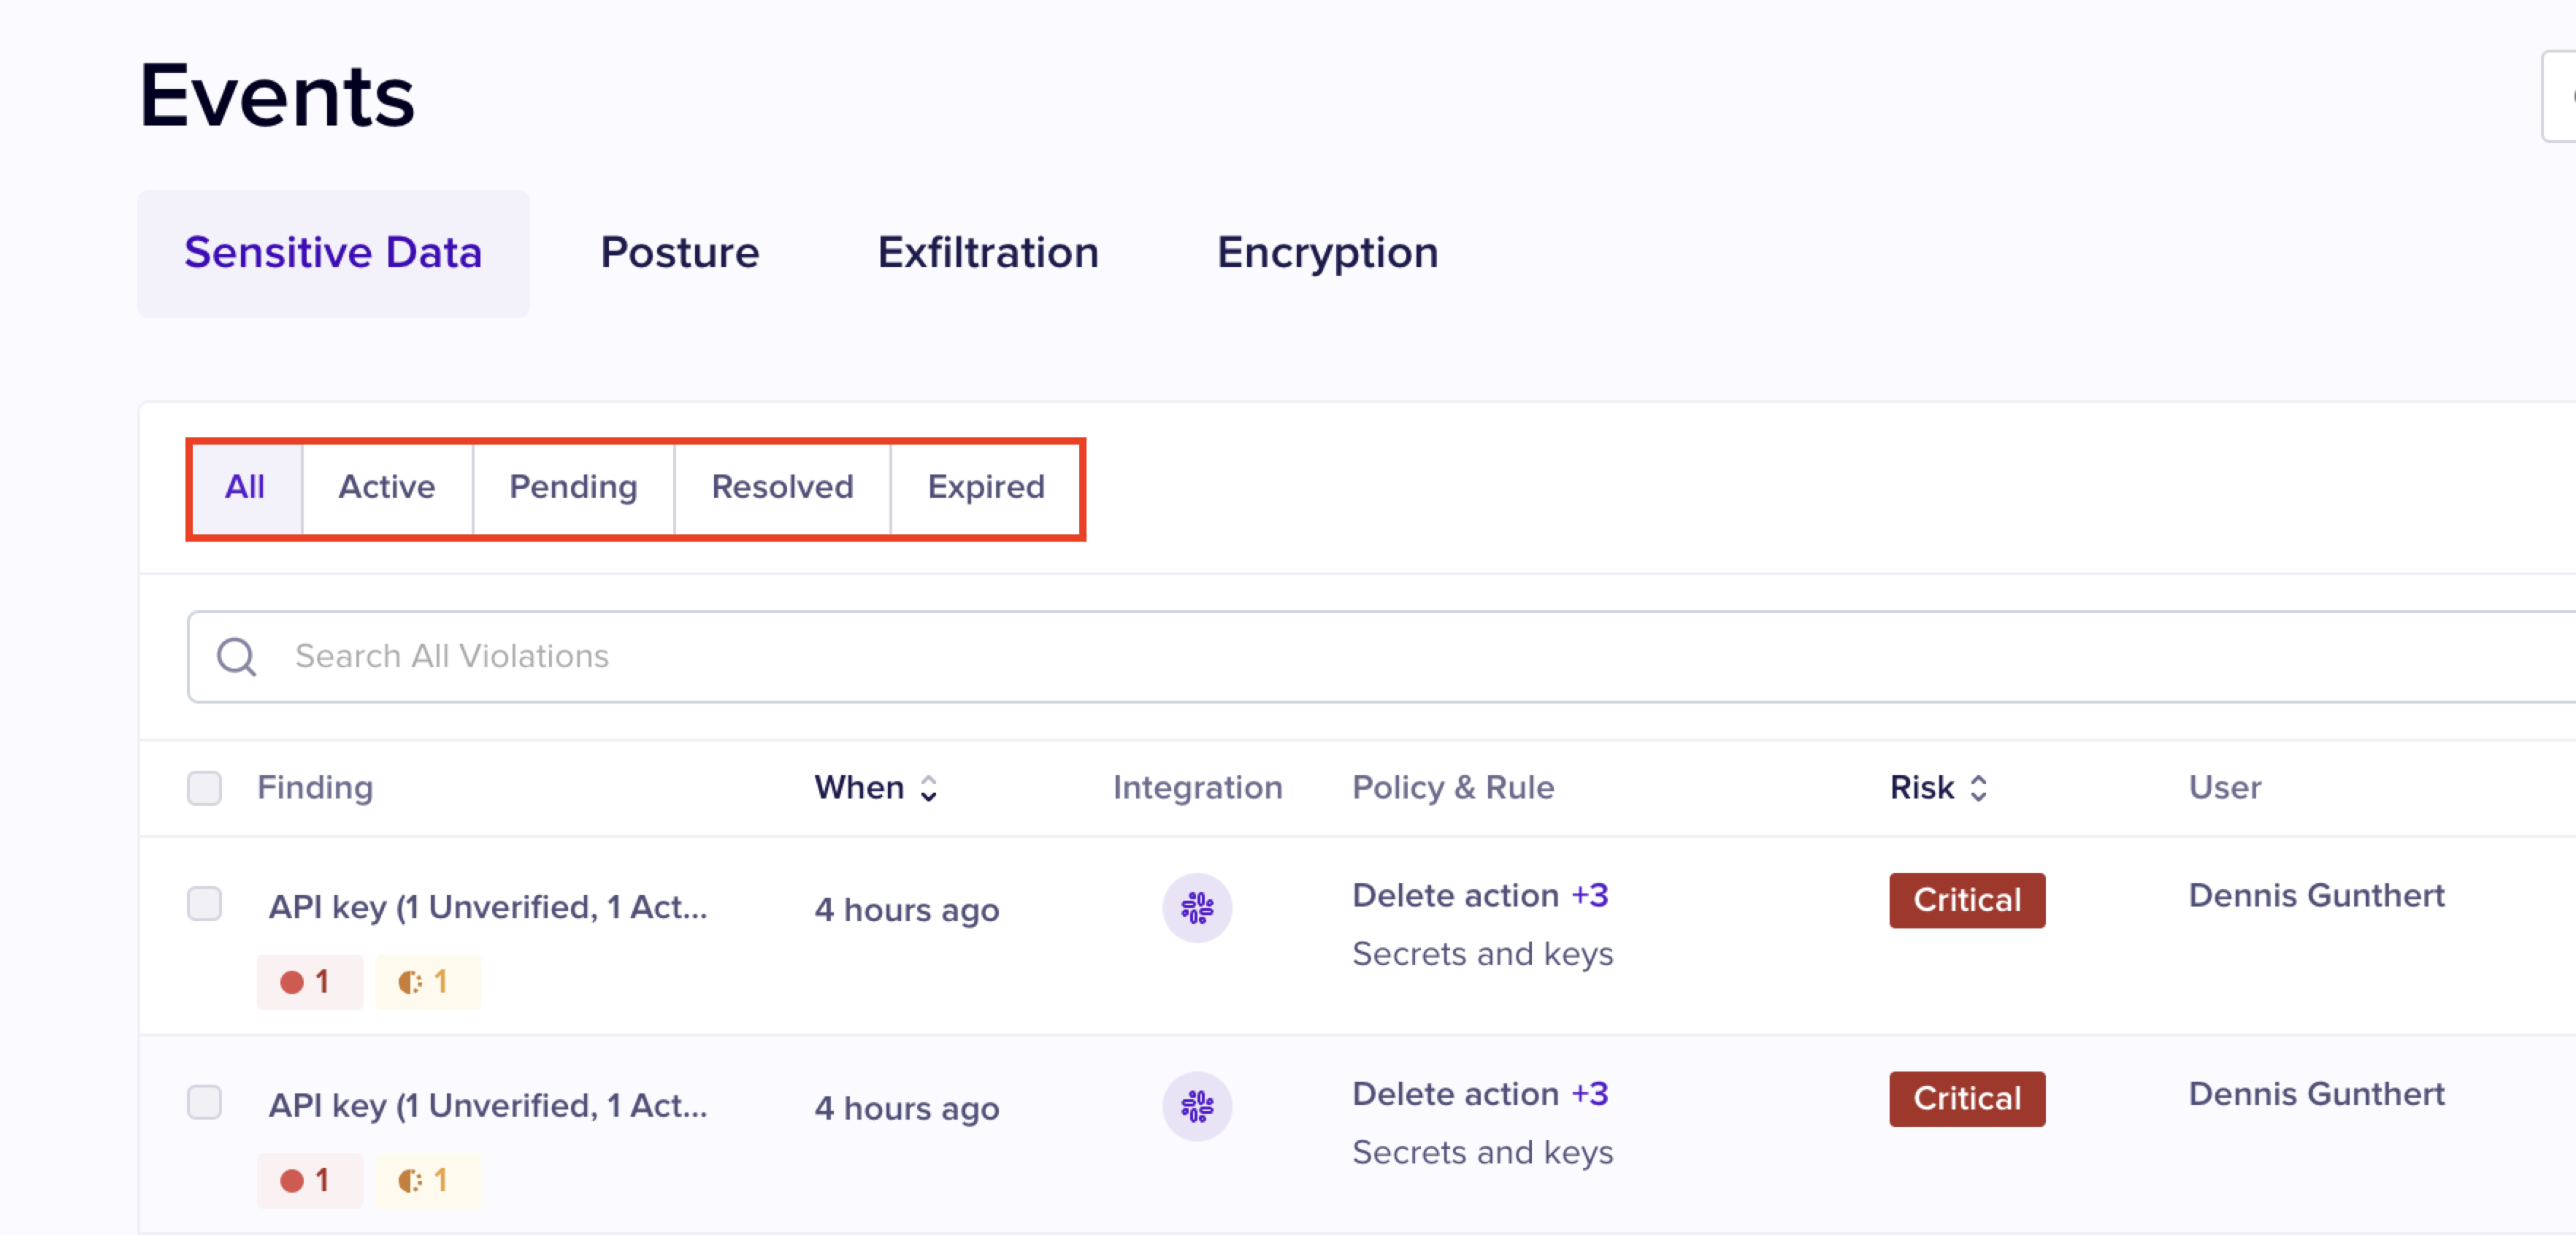 Events
Sensitive Data Posture Exfiltration Encryption
All Active Pending Resolved Expired
Search All Violations
Finding When Integration Policy & Rule Risk User
API key (1 Unverified, 1 Act... 4 hours ago Delete action +3 Critical Dennis Gunthert
Secrets and keys
1 1
API key (1 Unverified, 1 Act... 4 hours ago Delete action +3 Critical Dennis Gunthert
Secrets and keys
1 1